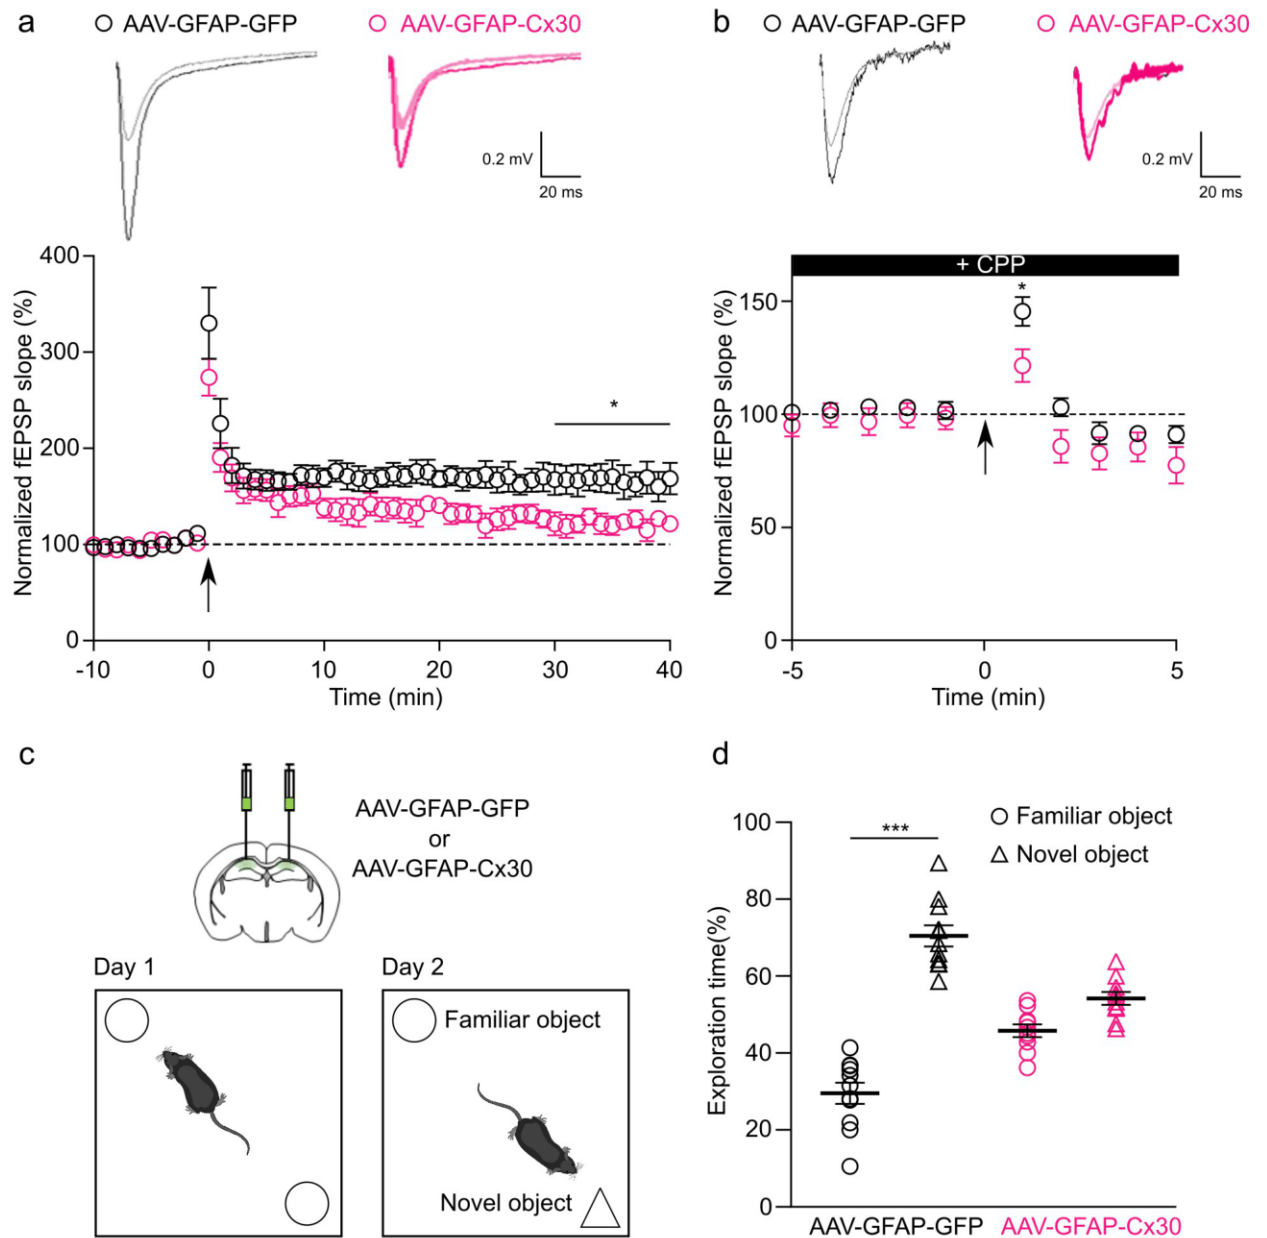 a
AAV-GFAP-GFP
AAV-GFAP-Cx30
0.2 mV
20 ms
Normalized fEPSP slope (%)
400
300
200
100
0
*
-10
0
10
20
30
40
Time (min)
b
AAV-GFAP-GFP
AAV-GFAP-Cx30
0.2 mV
20 ms
+ CPP
Normalized fEPSP slope (%)
150
100
50
0
*
-5
0
5
Time (min)
c
AAV-GFAP-GFP
or
AAV-GFAP-Cx30
Day 1
Day 2
Familiar object
Novel object
d
Familiar object
Novel object
Exploration time(%)
100
80
60
40
20
0
***
AAV-GFAP-GFP
AAV-GFAP-Cx30